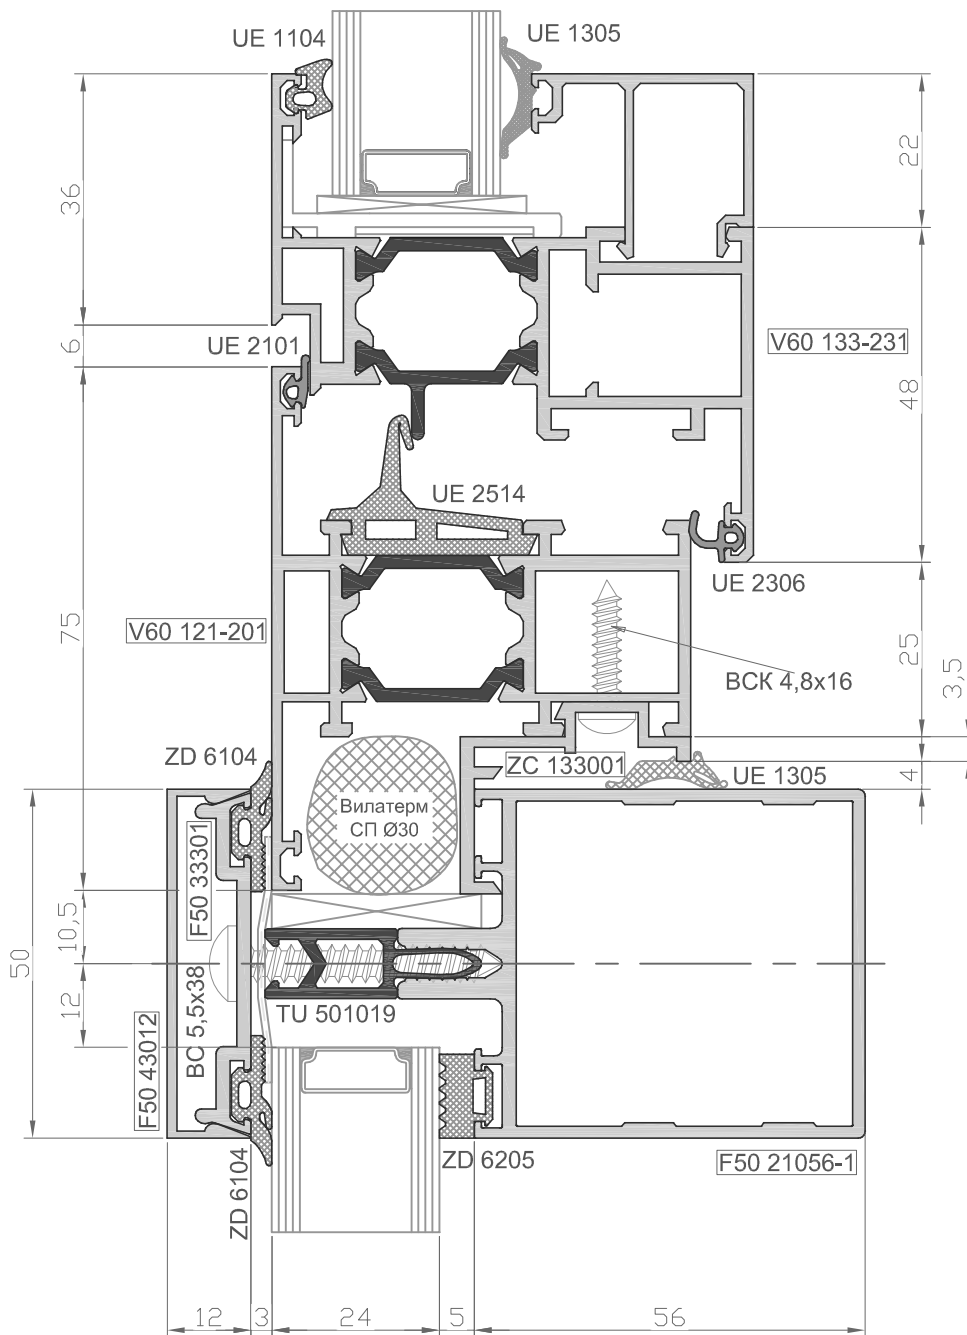 UE 1104
UE 1305
22
36
6
UE 2101
V60 133-231
48
UE 2514
UE 2306
V60 121-201
75
25
3,5
ВСК 4,8x16
ZD 6104
ZC 133001
UE 1305
4
Вилатерм
СП Ø30
F50 33301
10,5
50
12
ВС 5,5x38
TU 501019
F50 43012
ZD 6104
ZD 6205
F50 21056-1
12
3
24
5
56